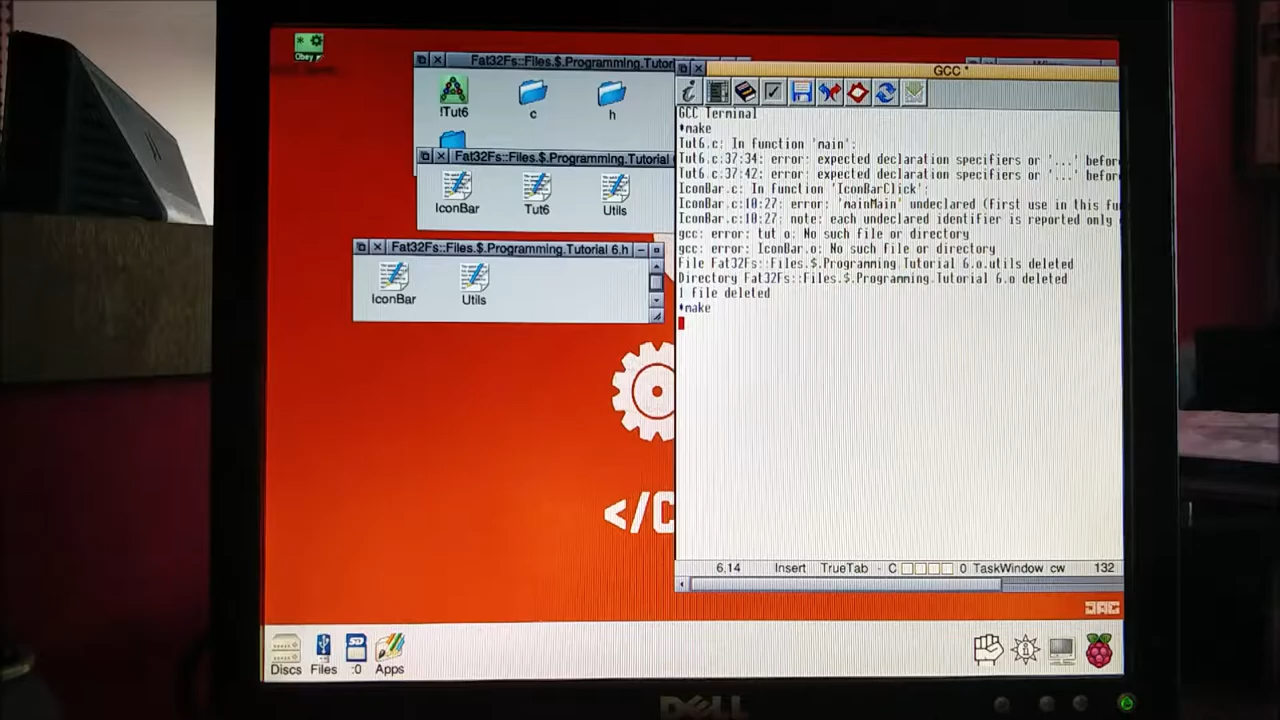 Obey
Fat32Fs::Files.$.Programming.Tutor
!Tut6
c
h
Fat32Fs::Files.$.Programming.Tutorial
IconBar
Tut6
Utils
Fat32Fs::Files.$.Programming.Tutorial 6.h
IconBar
Utils
GCC *
GCC Terminal
*make
Tut6.c: In function 'main':
Tut6.c:37:34: error: expected declaration specifiers or '...' befor
Tut6.c:37:42: error: expected declaration specifiers or '...' befor
IconBar.c: In function 'IconBarClick':
IconBar.c:10:27: error: 'mainMain' undeclared (first use in this fu
IconBar.c:10:27: note: each undeclared identifier is reported only
gcc: error: tut o: No such file or directory
gcc: error: IconBar.o: No such file or directory
File Fat32Fs::Files.$.Programming.Tutorial 6.o.utils deleted
Directory Fat32Fs::Files.$.Programming.Tutorial 6.o deleted
1 file deleted
*make
</C
6,14 Insert TrueTab - C 0 TaskWindow cw 132
JAC
Discs
Files
SD
:0
Apps
DELL